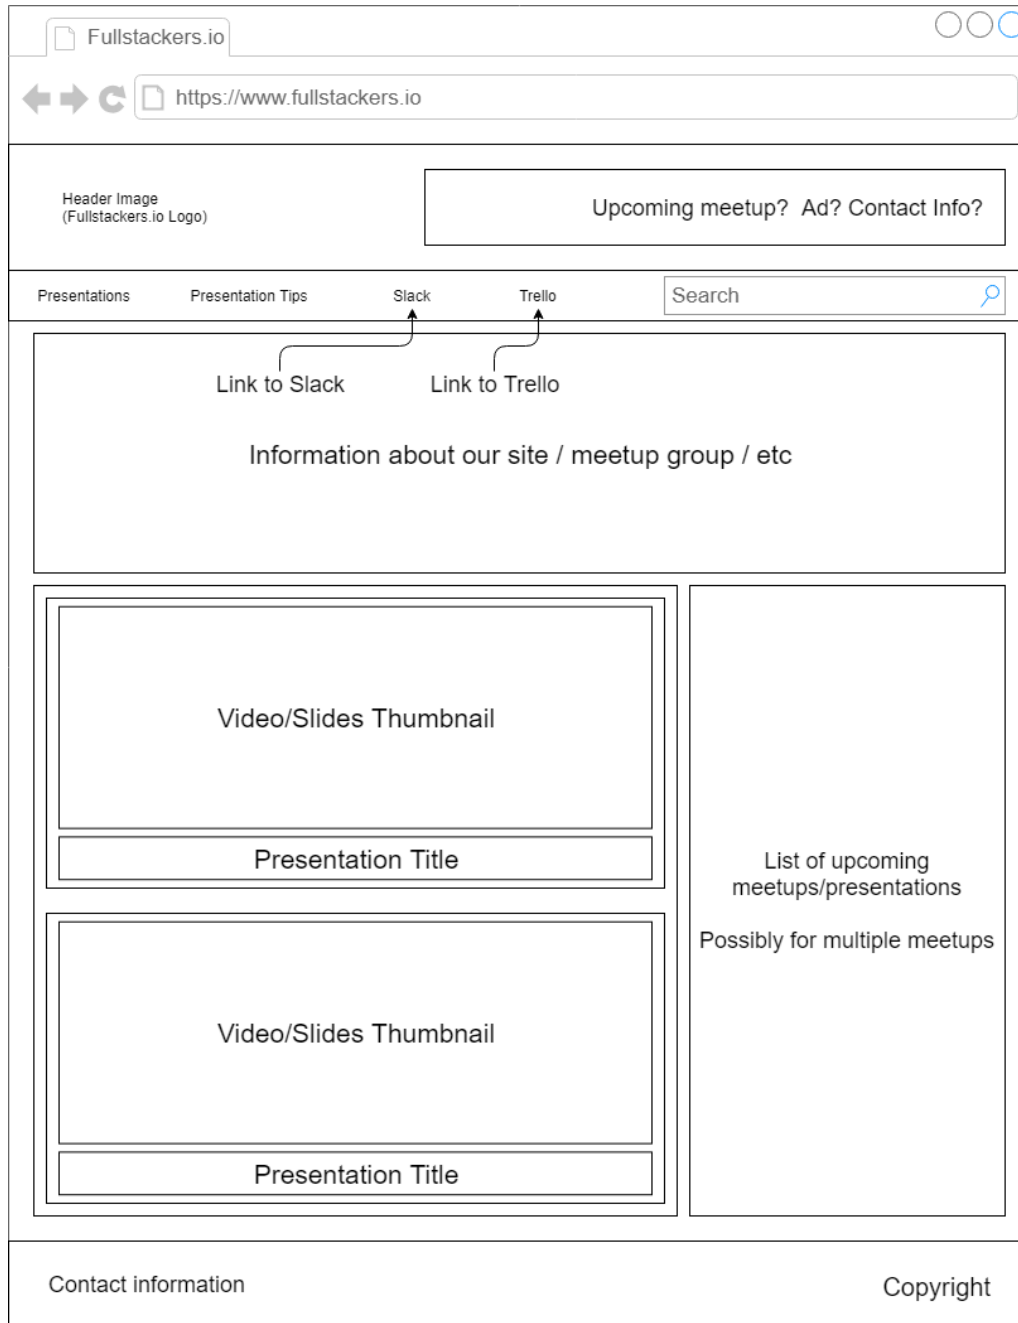 Fullstackers.io
https://www.fullstackers.io
Header Image
(Fullstackers.io Logo)
Upcoming meetup?  Ad? Contact Info?
Presentations
Presentation Tips
Slack
Trello
Search
Link to Slack
Link to Trello
Information about our site / meetup group / etc
Video/Slides Thumbnail
Presentation Title
Video/Slides Thumbnail
Presentation Title
List of upcoming
meetups/presentations
Possibly for multiple meetups
Contact information
Copyright